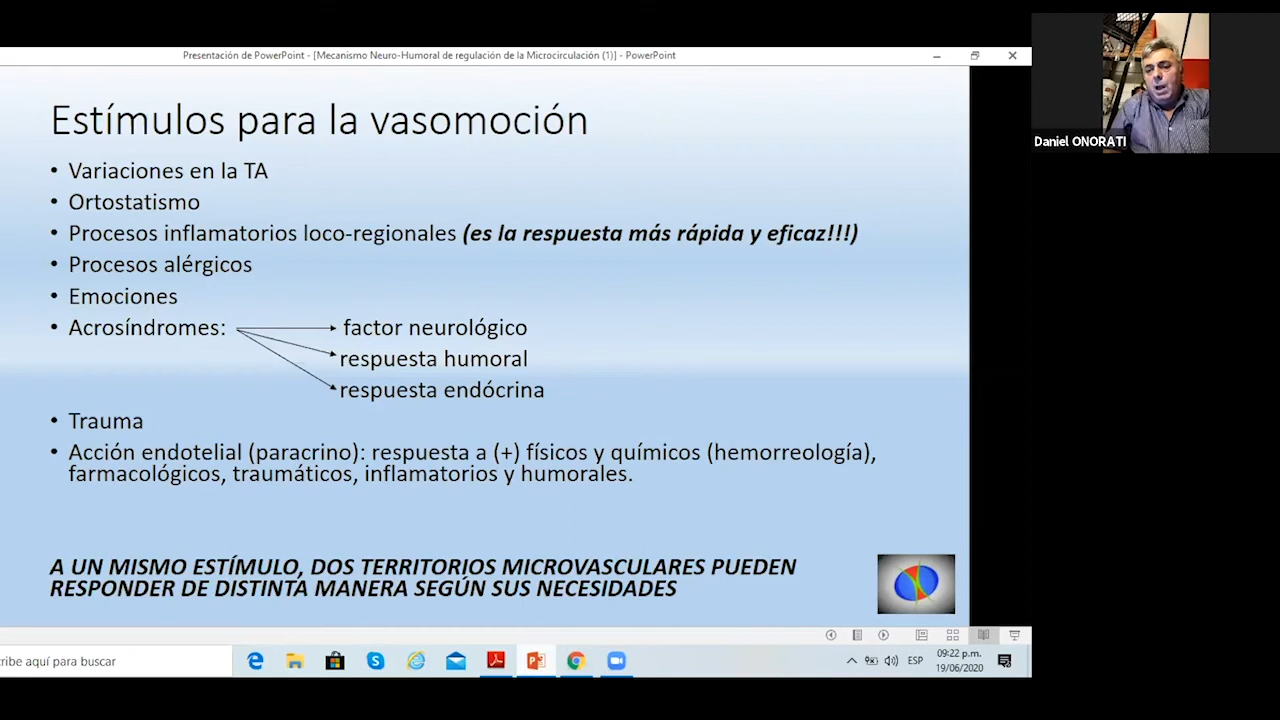 Presentación de PowerPoint - [Mecanismo Neuro-Humoral de regulación de la Microcirculación (1)] - PowerPoint
Daniel ONORATI
Estímulos para la vasomoción
• Variaciones en la TA
• Ortostatismo
• Procesos inflamatorios loco-regionales (es la respuesta más rápida y eficaz!!!)
• Procesos alérgicos
• Emociones
• Acrosíndromes: factor neurológico
respuesta humoral
respuesta endócrina
• Trauma
• Acción endotelial (paracrino): respuesta a (+) físicos y químicos (hemorreología),
farmacológicos, traumáticos, inflamatorios y humorales.
A UN MISMO ESTÍMULO, DOS TERRITORIOS MICROVASCULARES PUEDEN
RESPONDER DE DISTINTA MANERA SEGÚN SUS NECESIDADES
cribe aquí para buscar
ESP
09:22 p.m.
19/06/2020